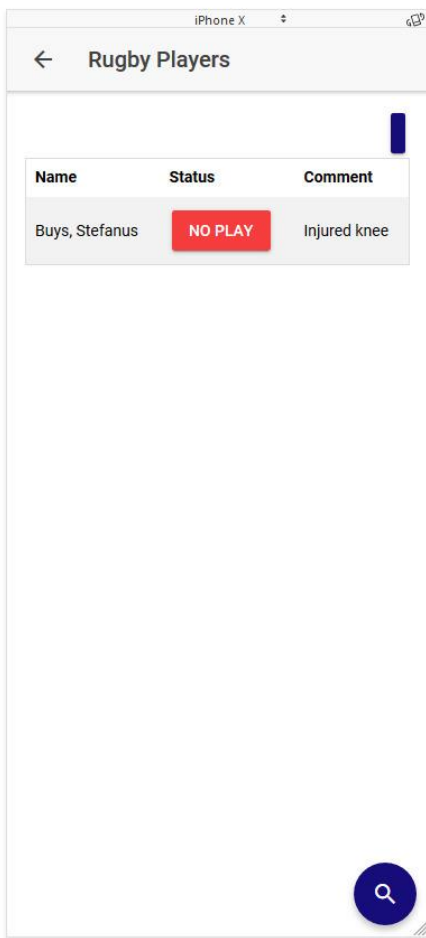 iPhone X
Rugby Players
Name Status Comment
Buys, Stefanus NO PLAY Injured knee